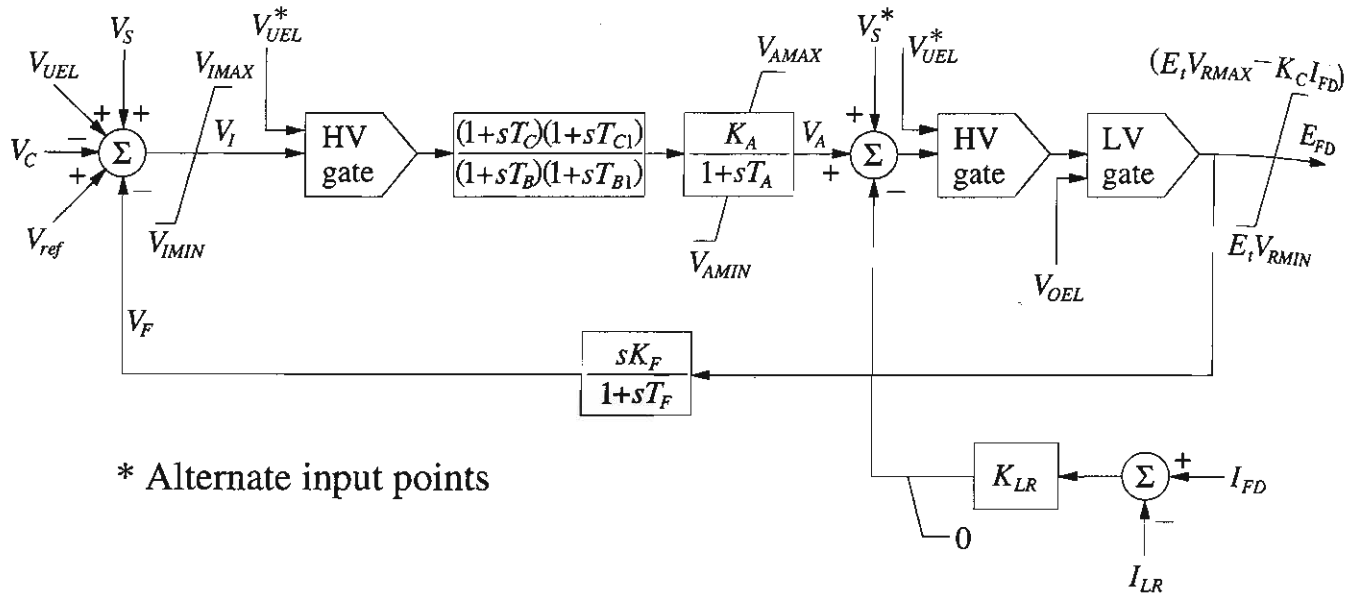 V_S
V_UEL
+ +
−
V_C
Σ
+
−
V_ref
V_IMAX
V_I
V_IMIN
V*_UEL
HV
gate
(1+sT_C)(1+sT_C1)
(1+sT_B)(1+sT_B1)
V_AMAX
K_A
1+sT_A
V_AMIN
V_A
V_S*
+
+
Σ
−
V*_UEL
HV
gate
LV
gate
V_OEL
(E_t V_RMAX − K_C I_FD)
E_FD
E_t V_RMIN
V_F
sK_F
1+sT_F
* Alternate input points
0
K_LR
Σ
+
I_FD
−
I_LR